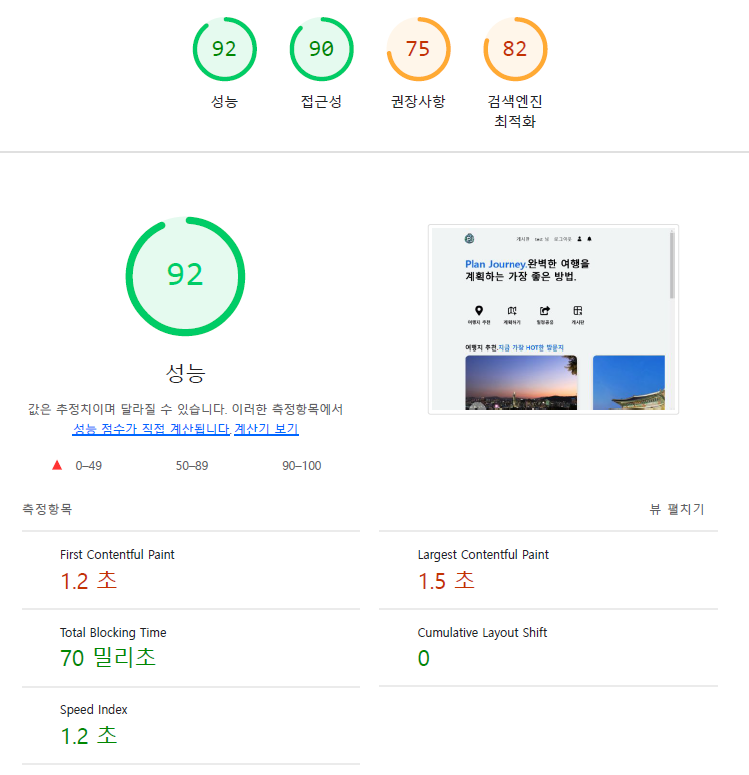 92
90
75
82
성능
접근성
권장사항
검색엔진
최적화
92
성능
값은 추정치이며 달라질 수 있습니다. 이러한 측정항목에서
성능 점수가 직접 계산됩니다. 계산기 보기
0–49
50–89
90–100
게시판
test 님
로그아웃
Plan Journey.완벽한 여행을
계획하는 가장 좋은 방법.
여행지 추천
계획하기
일정공유
게시판
여행지 추천.지금 가장 HOT한 방문지
측정항목
뷰 펼치기
First Contentful Paint
1.2 초
Largest Contentful Paint
1.5 초
Total Blocking Time
70 밀리초
Cumulative Layout Shift
0
Speed Index
1.2 초